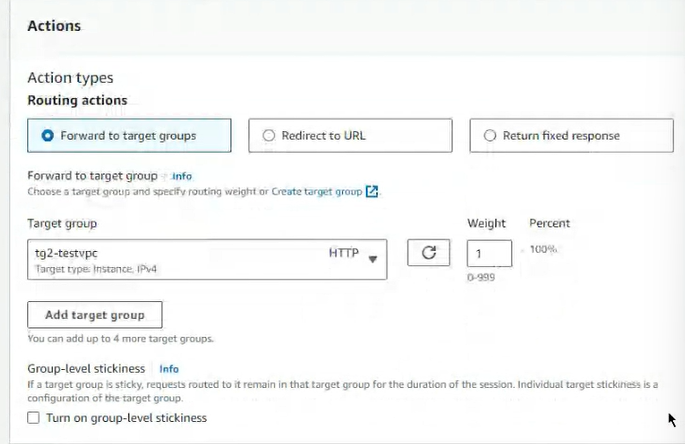 Actions
Action types
Routing actions
Forward to target groups
Redirect to URL
Return fixed response
Forward to target group Info
Choose a target group and specify routing weight or Create target group
Target group
Weight
Percent
tg2-testvpc
HTTP
1
100%
Target type: Instance, IPv4
0-999
Add target group
You can add up to 4 more target groups.
Group-level stickiness Info
If a target group is sticky, requests routed to it remain in that target group for the duration of the session. Individual target stickiness is a
configuration of the target group.
Turn on group-level stickiness